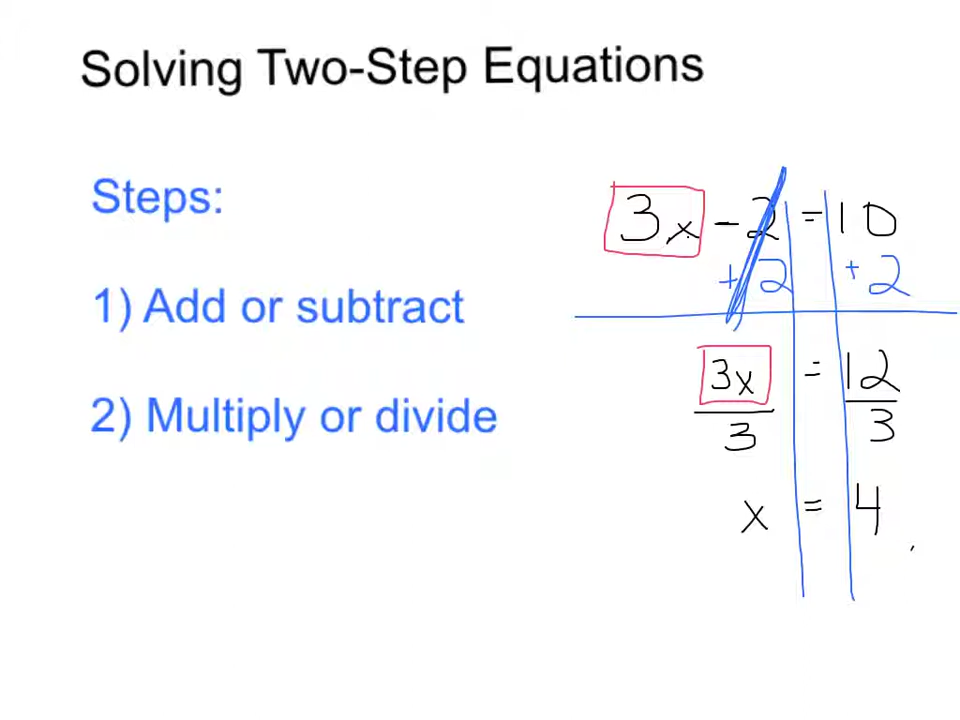 Solving Two-Step Equations
Steps:
1) Add or subtract
2) Multiply or divide
3x - 2 = 10
+ 2 + 2
3x = 12
3 3
x = 4